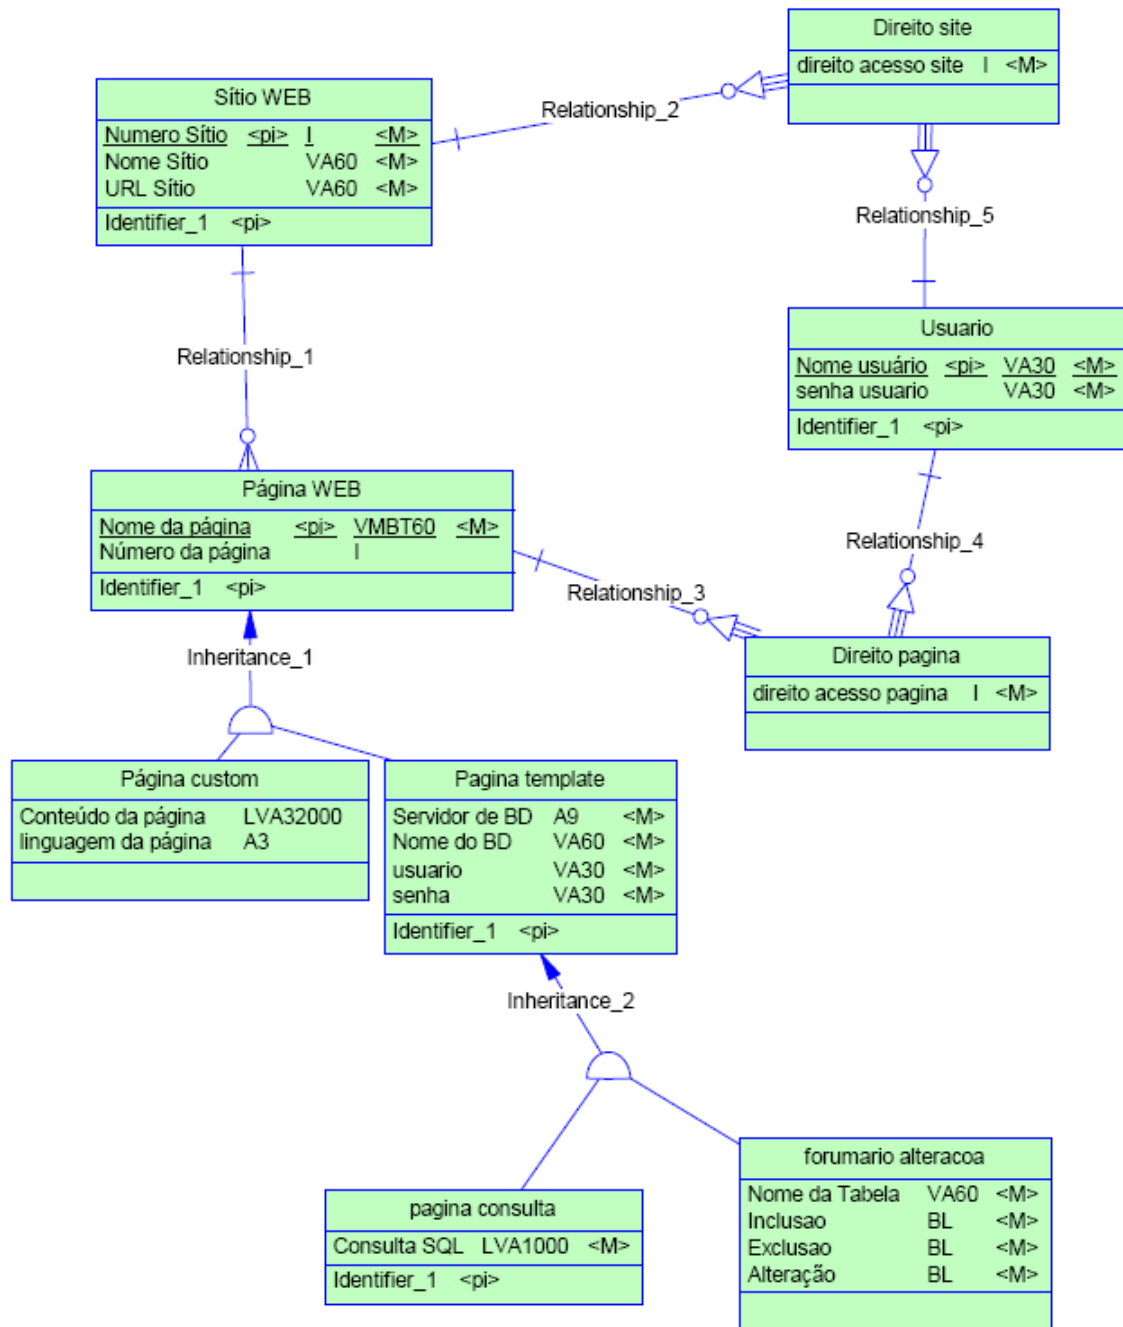 Direito site
direito acesso site I <M>
Sítio WEB
Numero Sítio <pi> I <M>
Nome Sítio VA60 <M>
URL Sítio VA60 <M>
Identifier_1 <pi>
Relationship_2
Relationship_5
Usuario
Nome usuário <pi> VA30 <M>
senha usuario VA30 <M>
Identifier_1 <pi>
Relationship_1
Página WEB
Nome da página <pi> VMBT60 <M>
Número da página I
Identifier_1 <pi>
Relationship_4
Relationship_3
Direito pagina
direito acesso pagina I <M>
Inheritance_1
Página custom
Conteúdo da página LVA32000
linguagem da página A3
Pagina template
Servidor de BD A9 <M>
Nome do BD VA60 <M>
usuario VA30 <M>
senha VA30 <M>
Identifier_1 <pi>
Inheritance_2
pagina consulta
Consulta SQL LVA1000 <M>
Identifier_1 <pi>
forumario alteracoa
Nome da Tabela VA60 <M>
Inclusao BL <M>
Exclusao BL <M>
Alteração BL <M>